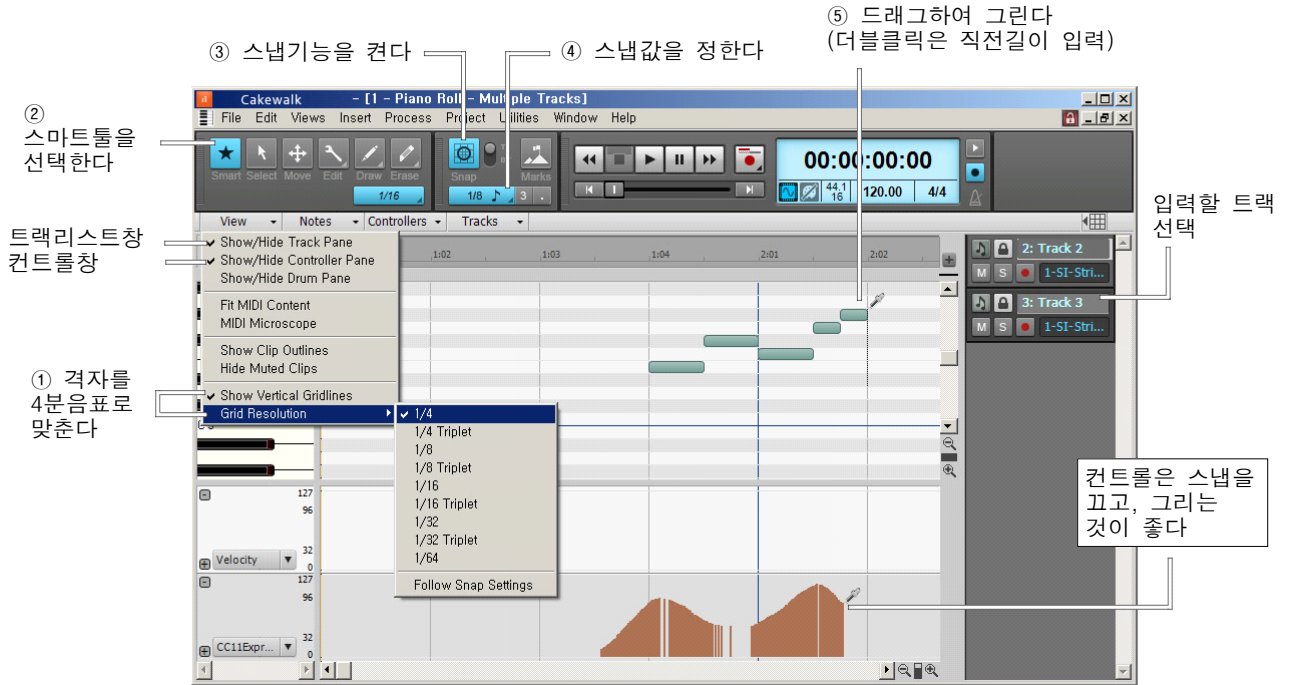 ⑤ 드래그하여 그린다
(더블클릭은 직전길이 입력)
③ 스냅기능을 켠다
④ 스냅값을 정한다
②
스마트툴을
선택한다
Cakewalk - [1 - Piano Roll - Multiple Tracks]
File Edit Views Insert Process Project Utilities Window Help
Smart Select Move Edit Draw Erase
1/16
Snap
Marks
1/8 ♪ 3 .
00:00:00:00
44.1
16
120.00 4/4
View Notes Controllers Tracks
입력할 트랙
선택
트랙리스트창
컨트롤창
Show/Hide Track Pane
Show/Hide Controller Pane
Show/Hide Drum Pane
Fit MIDI Content
MIDI Microscope
Show Clip Outlines
Hide Muted Clips
Show Vertical Gridlines
Grid Resolution
1:02 1:03 1:04 2:01 2:02
2: Track 2
M S 1-SI-Stri...
3: Track 3
M S 1-SI-Stri...
① 격자를
4분음표로
맞춘다
1/4
1/4 Triplet
1/8
1/8 Triplet
1/16
1/16 Triplet
1/32
1/32 Triplet
1/64
Follow Snap Settings
컨트롤은 스냅을
끄고, 그리는
것이 좋다
127
96
32
0
Velocity
127
96
32
0
CC11Expr...